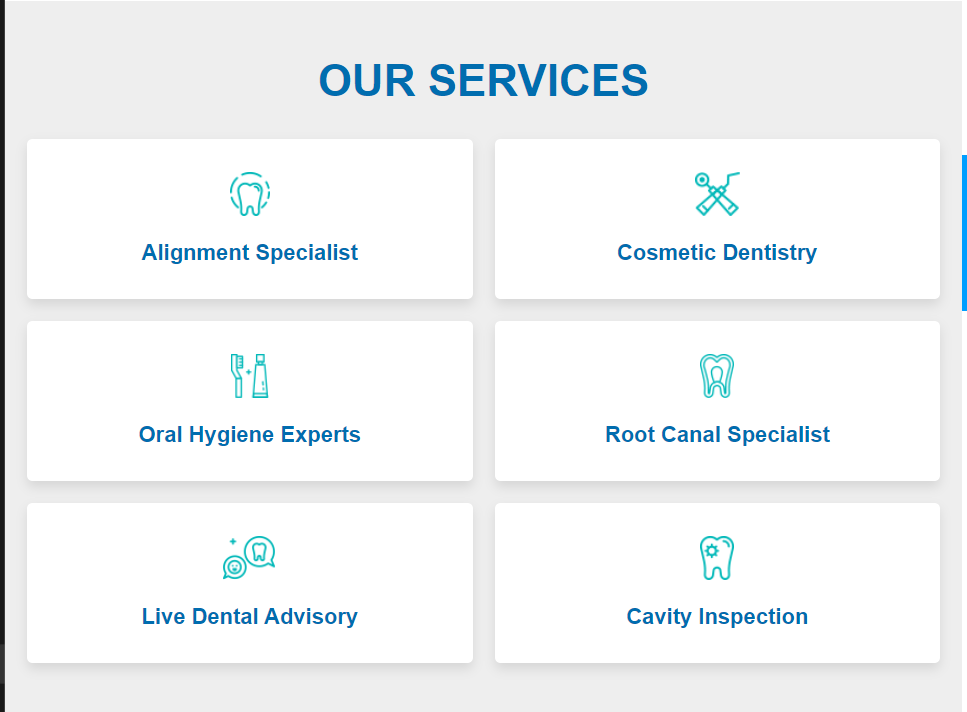 OUR SERVICES
Alignment Specialist
Cosmetic Dentistry
Oral Hygiene Experts
Root Canal Specialist
Live Dental Advisory
Cavity Inspection